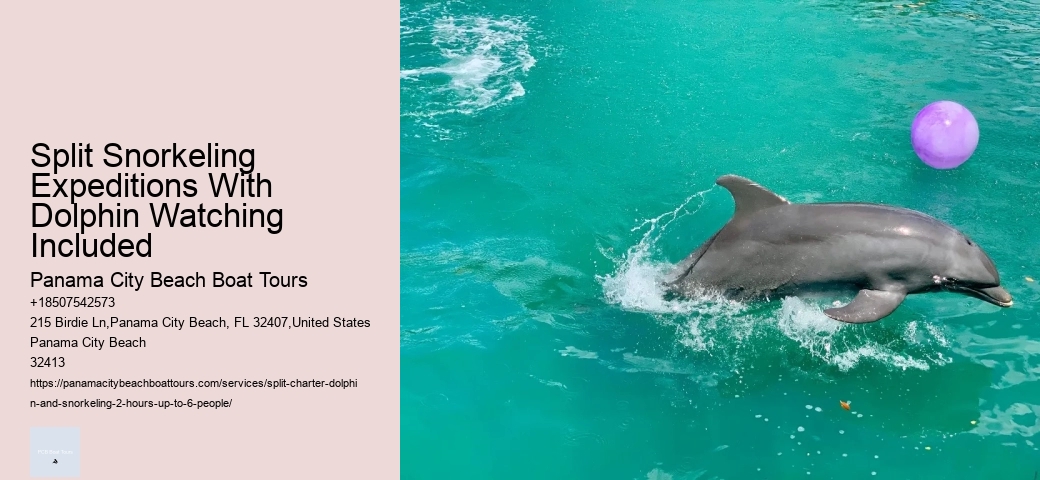 Split Snorkeling
Expeditions With
Dolphin Watching
Included
Panama City Beach Boat Tours
+18507542573
215 Birdie Ln,Panama City Beach, FL 32407,United States
Panama City Beach
32413
https://panamacitybeachboattours.com/services/split-charter-dolphi
n-and-snorkeling-2-hours-up-to-6-people/